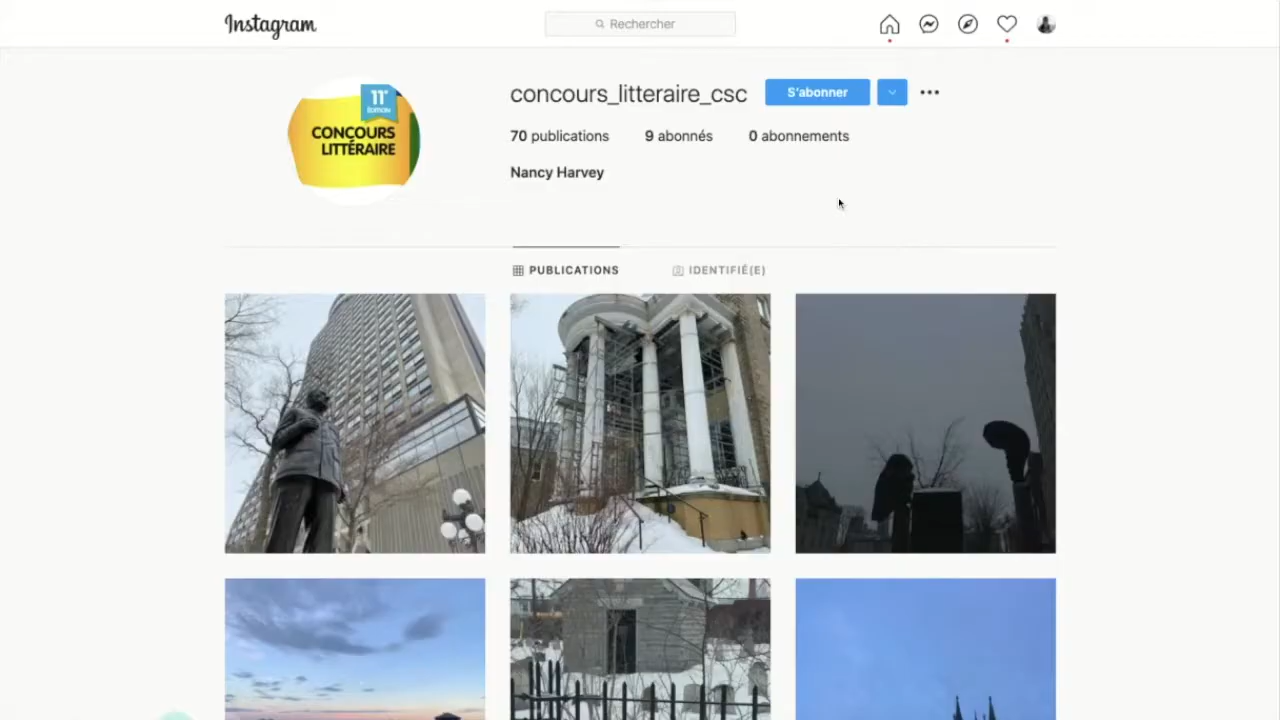 Instagram
Rechercher
11e
ÉDITION
CONCOURS
LITTÉRAIRE
concours_litteraire_csc
S'abonner
70 publications 9 abonnés 0 abonnements
Nancy Harvey
PUBLICATIONS IDENTIFIÉ(E)